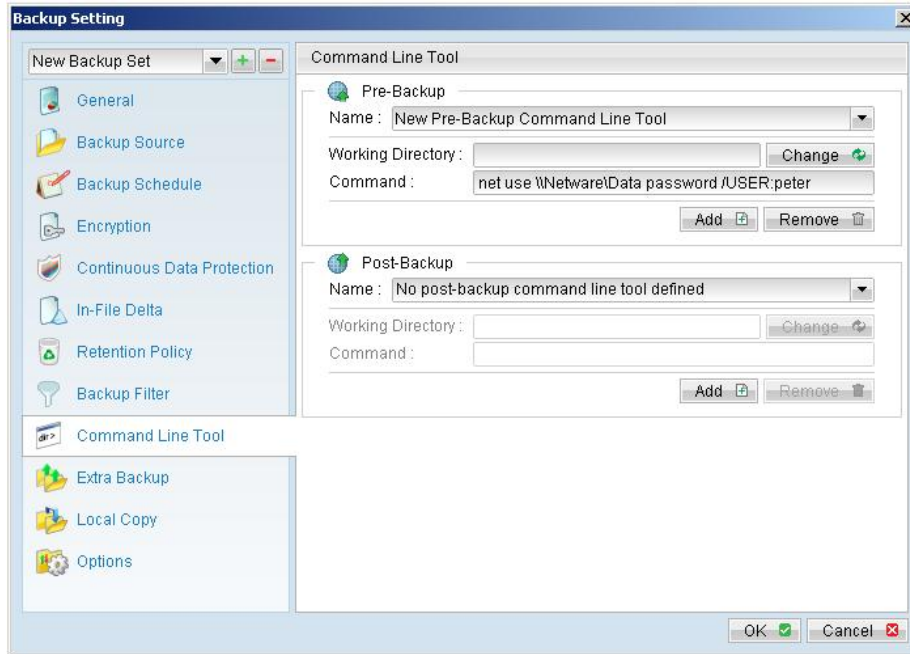 Backup Setting
New Backup Set
General
Backup Source
Backup Schedule
Encryption
Continuous Data Protection
In-File Delta
Retention Policy
Backup Filter
dir>
Command Line Tool
Extra Backup
Local Copy
Options
Command Line Tool
Pre-Backup
Name : New Pre-Backup Command Line Tool
Working Directory : Change
Command : net use \\Netware\Data password /USER:peter
Add Remove
Post-Backup
Name : No post-backup command line tool defined
Working Directory : Change
Command :
Add Remove
OK Cancel